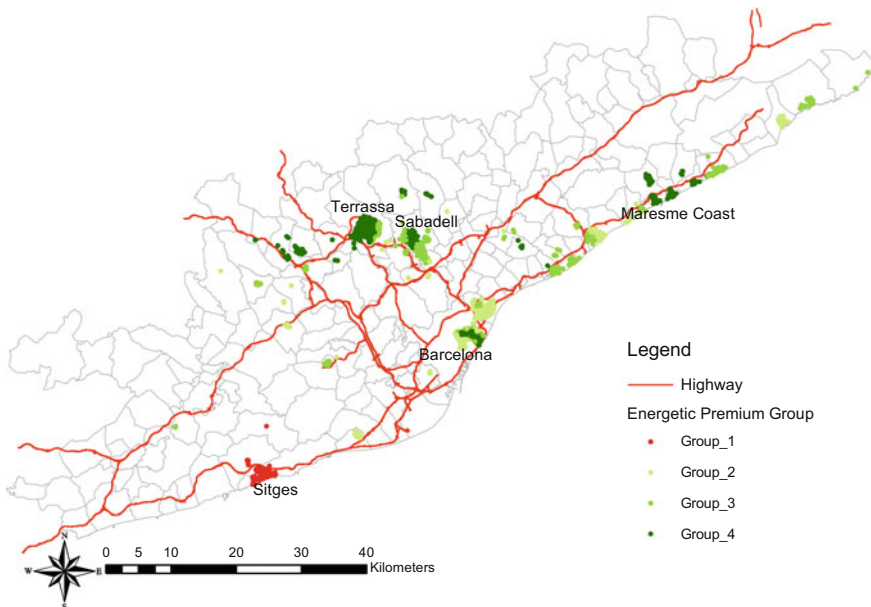 Terrassa
Sabadell
Maresme Coast
Barcelona
Sitges
Legend
Highway
Energetic Premium Group
Group_1
Group_2
Group_3
Group_4
N
W E
S
0 5 10 20 30 40
Kilometers